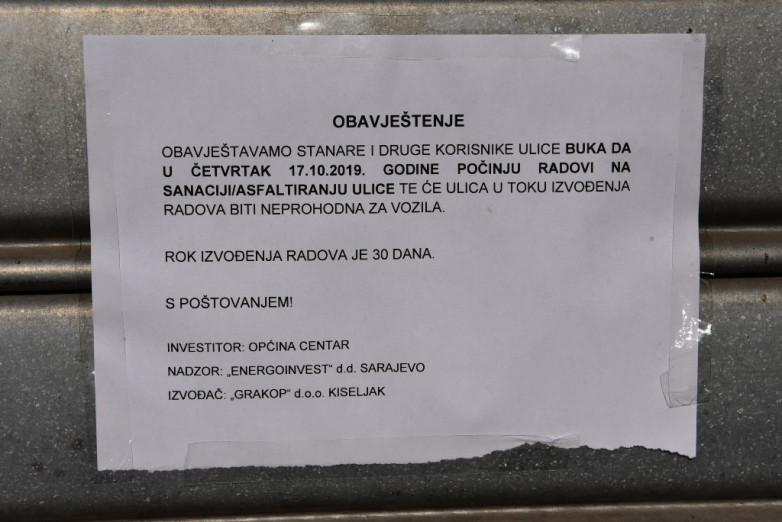 OBAVJEŠTENJE
OBAVJEŠTAVAMO STANARE I DRUGE KORISNIKE ULICE BUKA DA
U ČETVRTAK 17.10.2019. GODINE POČINJU RADOVI NA
SANACIJI/ASFALTIRANJU ULICE TE ĆE ULICA U TOKU IZVOĐENJA
RADOVA BITI NEPROHODNA ZA VOZILA.
ROK IZVOĐENJA RADOVA JE 30 DANA.
S POŠTOVANJEM!
INVESTITOR: OPĆINA CENTAR
NADZOR: „ENERGOINVEST“ d.d. SARAJEVO
IZVOĐAČ: „GRAKOP“ d.o.o. KISELJAK